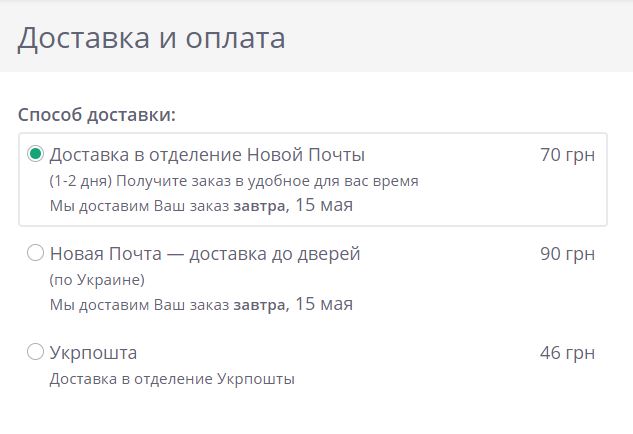 Доставка и оплата
Способ доставки:
Доставка в отделение Новой Почты 70 грн
(1-2 дня) Получите заказ в удобное для вас время
Мы доставим Ваш заказ завтра, 15 мая
Новая Почта — доставка до дверей 90 грн
(по Украине)
Мы доставим Ваш заказ завтра, 15 мая
Укрпошта 46 грн
Доставка в отделение Укрпошты